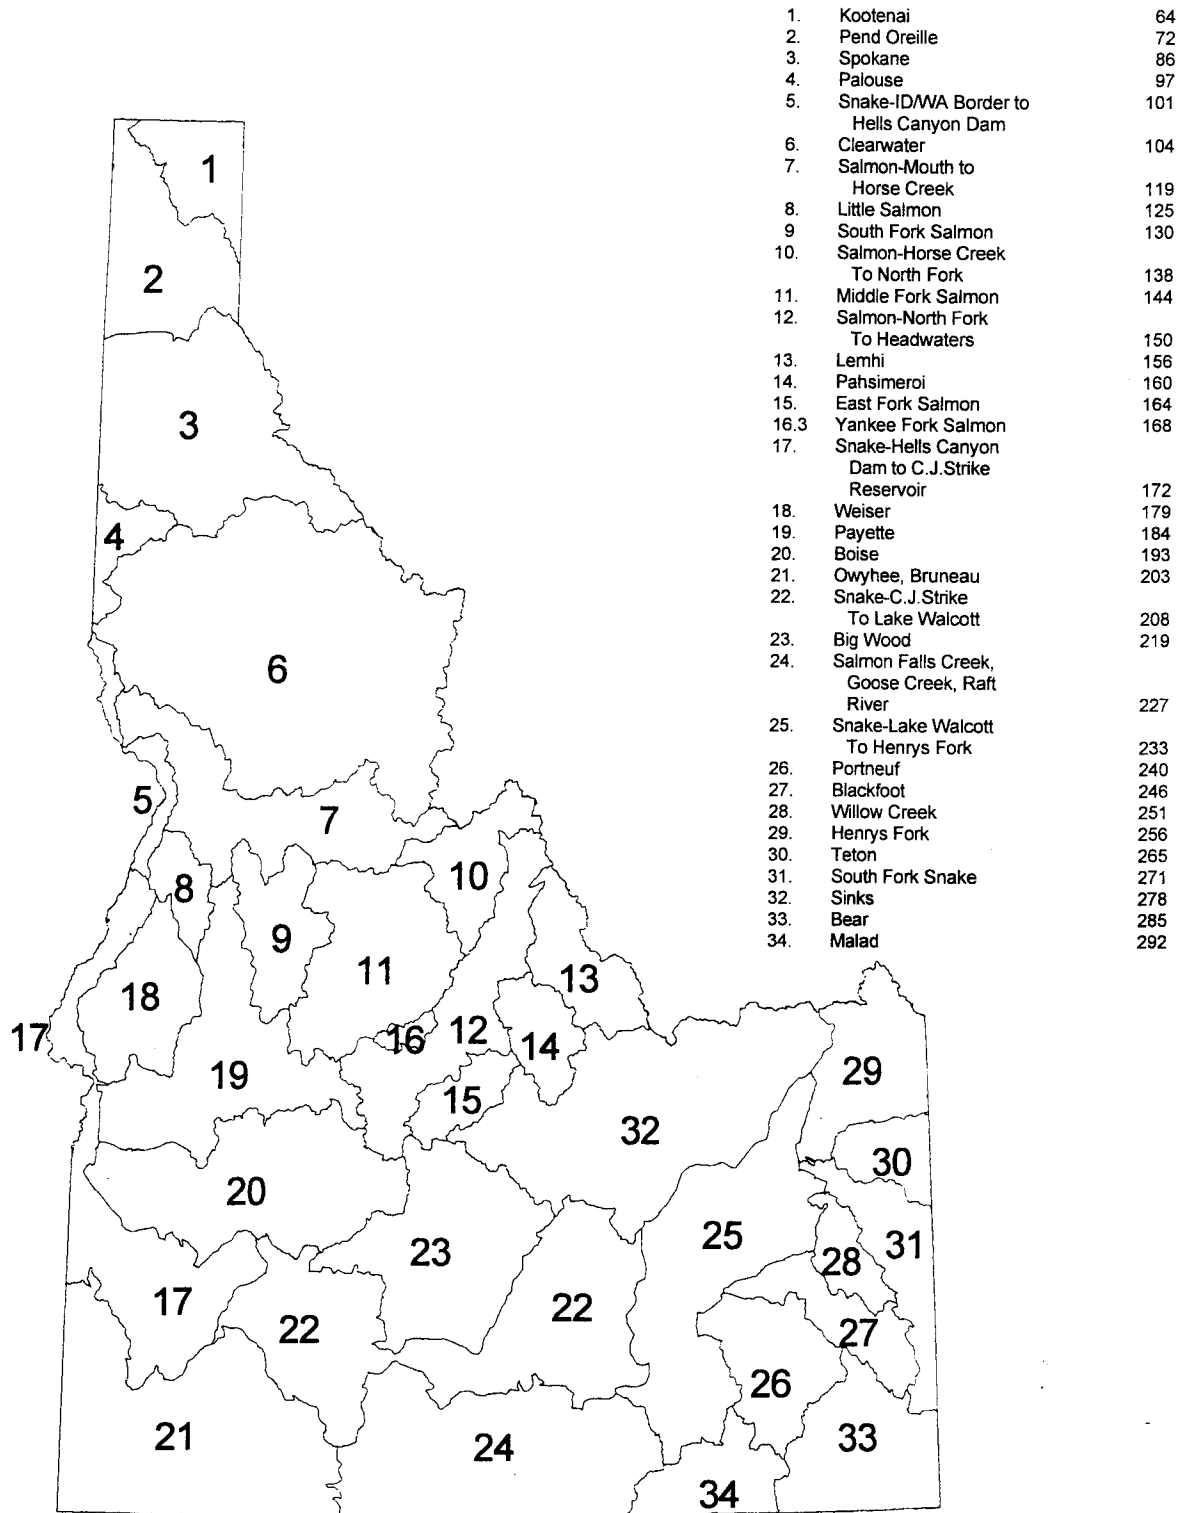 1. Kootenai 64
2. Pend Oreille 72
3. Spokane 86
4. Palouse 97
5. Snake-ID/WA Border to 101
Hells Canyon Dam
6. Clearwater 104
7. Salmon-Mouth to
Horse Creek 119
8. Little Salmon 125
9 South Fork Salmon 130
10. Salmon-Horse Creek
To North Fork 138
11. Middle Fork Salmon 144
12. Salmon-North Fork
To Headwaters 150
13. Lemhi 156
14. Pahsimeroi 160
15. East Fork Salmon 164
16.3 Yankee Fork Salmon 168
17. Snake-Hells Canyon
Dam to C.J.Strike
Reservoir 172
18. Weiser 179
19. Payette 184
20. Boise 193
21. Owyhee, Bruneau 203
22. Snake-C.J.Strike
To Lake Walcott 208
23. Big Wood 219
24. Salmon Falls Creek,
Goose Creek, Raft
River 227
25. Snake-Lake Walcott
To Henrys Fork 233
26. Portneuf 240
27. Blackfoot 246
28. Willow Creek 251
29. Henrys Fork 256
30. Teton 265
31. South Fork Snake 271
32. Sinks 278
33. Bear 285
34. Malad 292
1
2
3
4
6
5
7
8
10
9
11
13
18
17
16
12
14
19
15
29
32
30
20
23
25
28
31
17
22
22
27
26
21
24
33
34